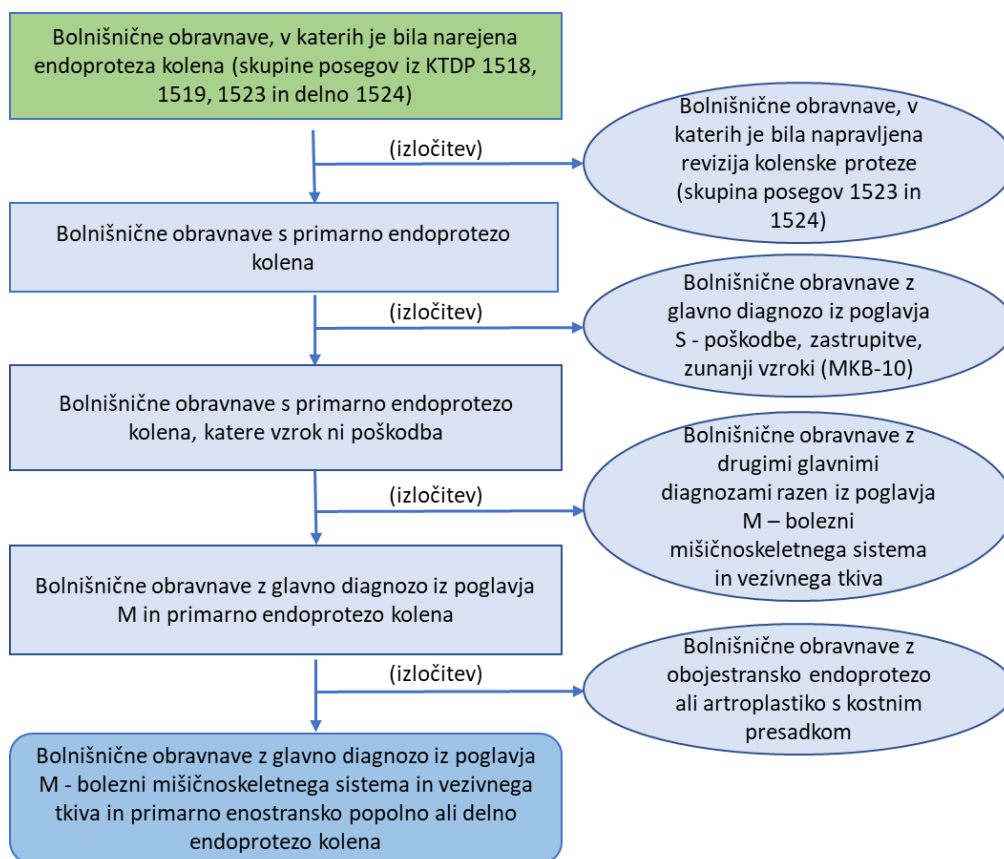 Bolnišnične obravnave, v katerih je bila narejena
endoproteza kolena (skupine posegov iz KTDP 1518,
1519, 1523 in delno 1524)
(izločitev)
Bolnišnične obravnave, v
katerih je bila napravljena
revizija kolenske proteze
(skupina posegov 1523 in
1524)
Bolnišnične obravnave s primarno endoprotezo
kolena
(izločitev)
Bolnišnične obravnave z
glavno diagnozo iz poglavja
S - poškodbe, zastrupitve,
zunanji vzroki (MKB-10)
Bolnišnične obravnave s primarno endoprotezo
kolena, katere vzrok ni poškodba
(izločitev)
Bolnišnične obravnave z
drugimi glavnimi
diagnozami razen iz poglavja
M – bolezni
mišičnoskeletnega sistema
in vezivnega tkiva
Bolnišnične obravnave z glavno diagnozo iz poglavja
M in primarno endoprotezo kolena
(izločitev)
Bolnišnične obravnave z
obojestransko endoprotezo
ali artroplastiko s kostnim
presadkom
Bolnišnične obravnave z glavno diagnozo iz poglavja
M - bolezni mišičnoskeletnega sistema in vezivnega
tkiva in primarno enostransko popolno ali delno
endoprotezo kolena